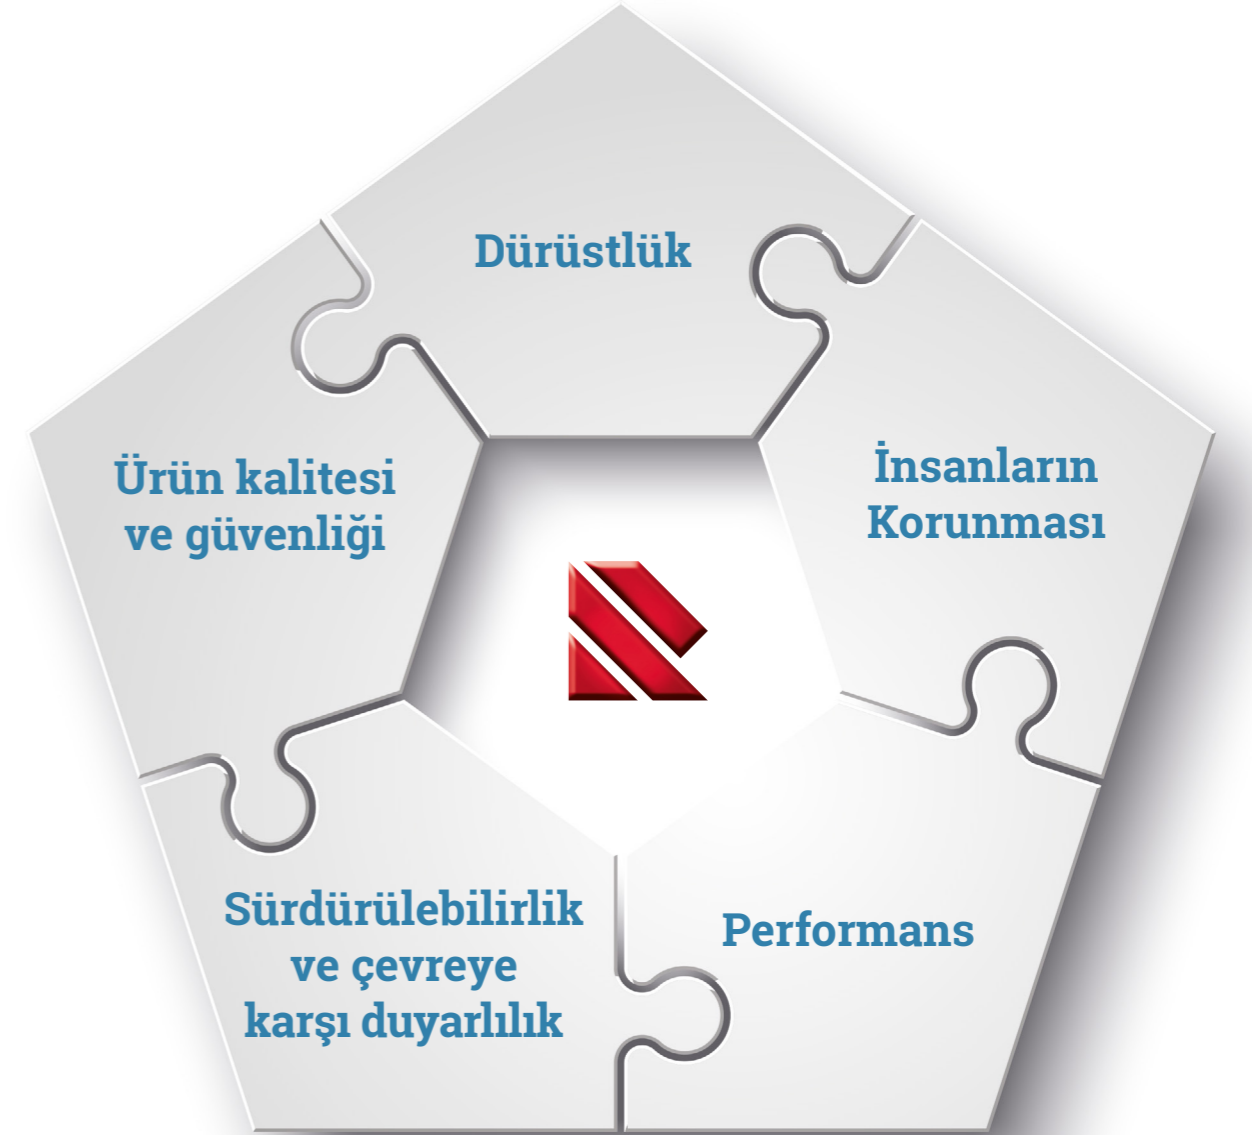 Dürüstlük
İnsanların
Korunması
Performans
Sürdürülebilirlik
ve çevreye
karşı duyarlılık
Ürün kalitesi
ve güvenliği